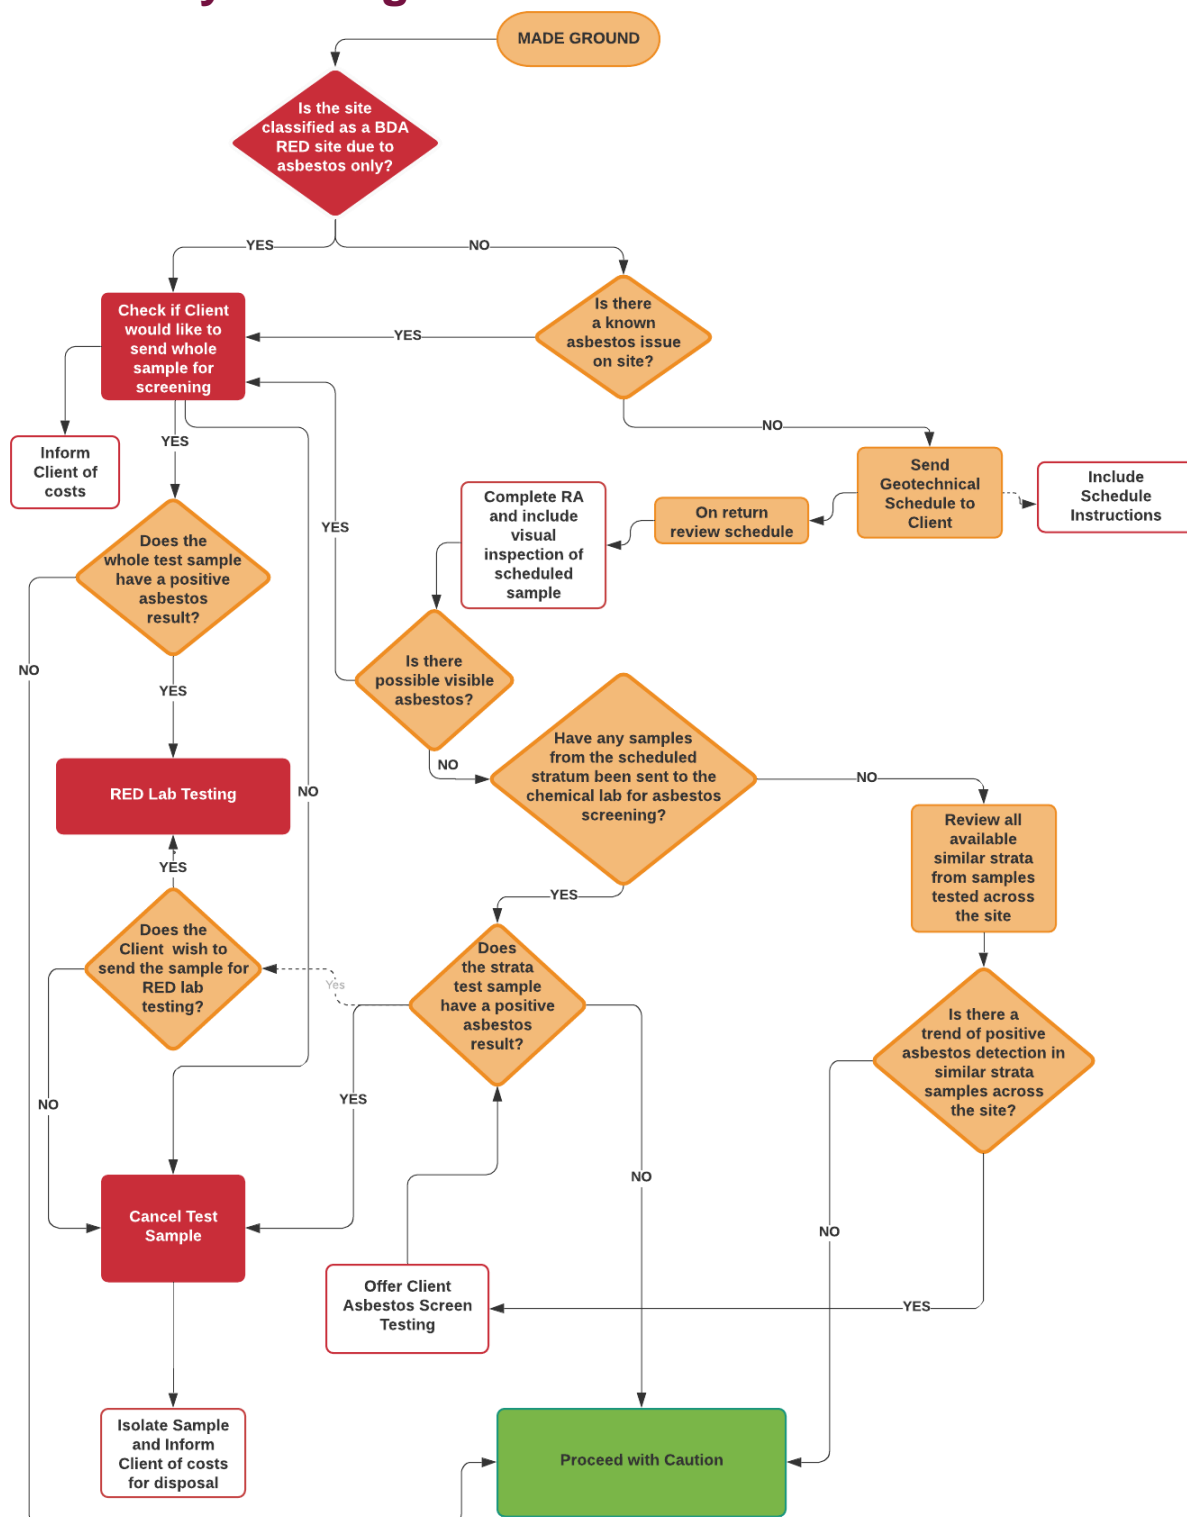 MADE GROUND
Is the site
classified as a BDA
RED site due to
asbestos only?
YES
NO
Check if Client
would like to
send whole
sample for
screening
YES
Is there
a known
asbestos issue
on site?
NO
Inform
Client of
costs
YES
Send
Geotechnical
Schedule to
Client
Include
Schedule
Instructions
On return
review schedule
Complete RA
and include
visual
inspection of
scheduled
sample
YES
Does the
whole test sample
have a positive
asbestos
result?
NO
YES
Is there
possible visible
asbestos?
NO
Have any samples
from the scheduled
stratum been sent to the
chemical lab for asbestos
screening?
NO
RED Lab Testing
NO
Review all
available
similar strata
from samples
tested across
the site
YES
YES
Does the
Client wish to
send the sample for
RED lab
testing?
Yes
Does
the strata
test sample
have a positive
asbestos
result?
Is there a
trend of positive
asbestos detection in
similar strata
samples across
the site?
NO
YES
NO
NO
Cancel Test
Sample
Offer Client
Asbestos Screen
Testing
YES
Isolate Sample
and Inform
Client of costs
for disposal
Proceed with Caution